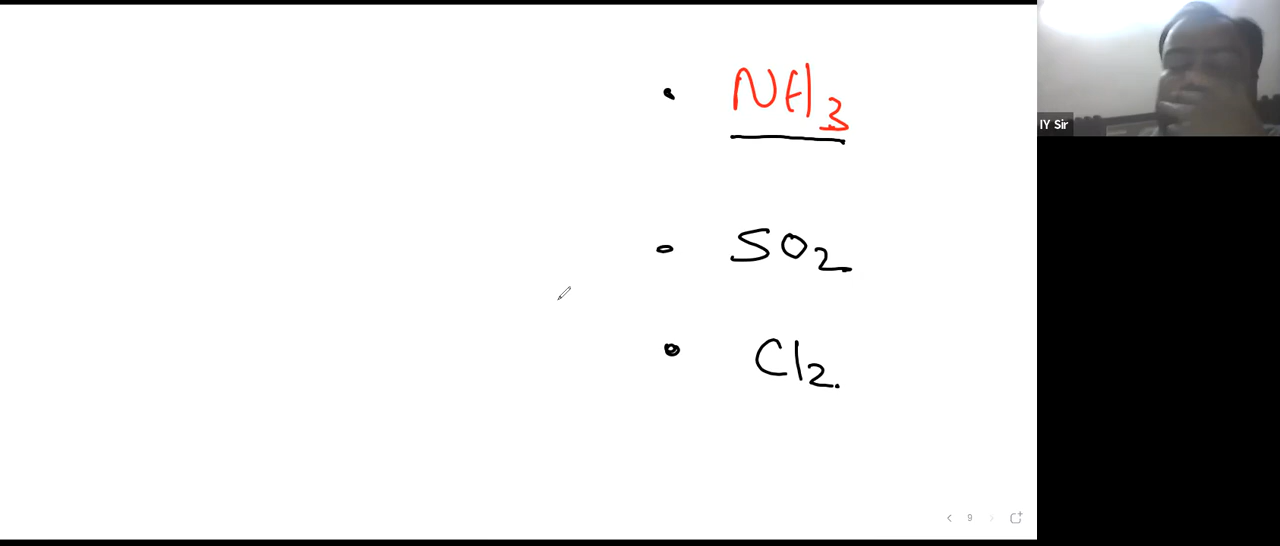 • NH3
IY Sir
• SO2
• Cl2.
9